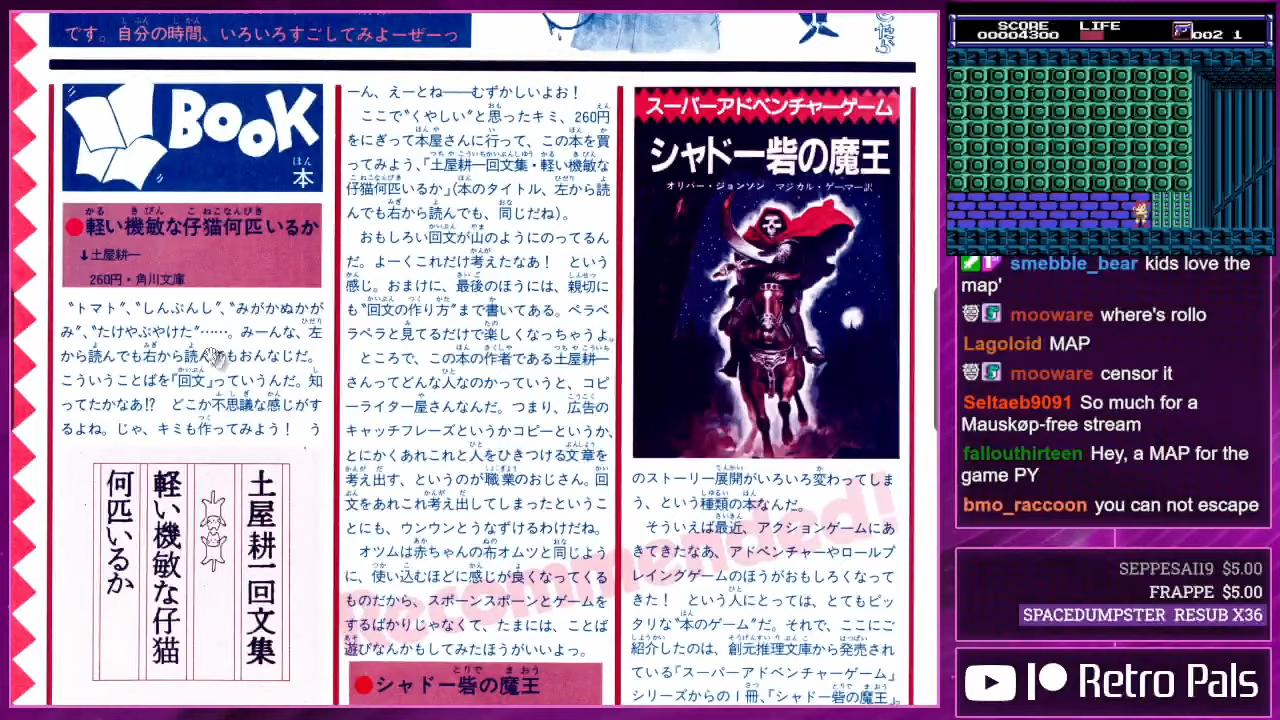 です。自分の時間、いろいろすごしてみよーぜーっ
BOOK
本
●軽い機敏な仔猫何匹いるか
↓土屋耕一
260円・角川文庫
"トマト"、"しんぶんし"、"みがかぬかが
み"、"たけやぶやけた"……。みーんな、左
から読んでも右から読んでもおんなじだ。
こういうことばを『回文』っていうんだ。知
ってたかなあ!? どこか不思議な感じがす
るよね。じゃ、キミも作ってみよう! う
土屋耕一回文集
軽い機敏な仔猫
何匹いるか
ーん、えーとね——むずかしいよお!
ここで"くやしい"と思ったキミ、260円
をにぎって本屋さんに行って、この本を買
ってみよう、「土屋耕一回文集・軽い機敏な
仔猫何匹いるか」(本のタイトル、左から読
んでも右から読んでも、同じだね)。
おもしろい回文が山のようにのってるん
だ。よーくこれだけ考えたなあ! という
感じ。おまけに、最後のほうには、親切に
も"回文の作り方"まで書いてある。ペラペ
ラペラと見てるだけで楽しくなっちゃうよ。
ところで、この本の作者である土屋耕一
さんってどんな人なのかっていうと、コピ
ーライター屋さんなんだ。つまり、広告の
キャッチフレーズというかコピーというか、
とにかくあれこれと人をひきつける文章を
考え出す、というのが職業のおじさん。回
文をあれこれ考え出してしまったというこ
とにも、ウンウンとうなずけるわけだね。
オツムは赤ちゃんの布オムツと同じよう
に、使い込むほどに感じが良くなってくる
ものだから、スポーンスポーンとゲームを
するばかりじゃなくて、たまには、ことば
遊びなんかもしてみたほうがいいよっ。
●シャドー砦の魔王
スーパーアドベンチャーゲーム
シャドー砦の魔王
オリバー・ジョンソン マジカル・ゲーマー訳
のストーリー展開がいろいろ変わってしま
う、という種類の本なんだ。
そういえば最近、アクションゲームにあ
きてきたなあ、アドベンチャーやロールプ
レイングゲームのほうがおもしろくなって
きた! という人にとっては、とてもピッ
タリな"本のゲーム"だ。それで、ここにご
紹介したのは、創元推理文庫から発売され
ている「スーパーアドベンチャーゲーム」
シリーズからの1冊、「シャドー砦の魔王」。
Recommended!
SCORE LIFE
00004300 002 1
smebble_bear kids love the
map'
mooware where's rollo
Lagoloid MAP
mooware censor it
Seltaeb9091 So much for a
Mauskøp-free stream
fallouthirteen Hey, a MAP for the
game PY
bmo_raccoon you can not escape
SEPPESAI19 $5.00
FRAPPE $5.00
SPACEDUMPSTER RESUB X36
Retro Pals